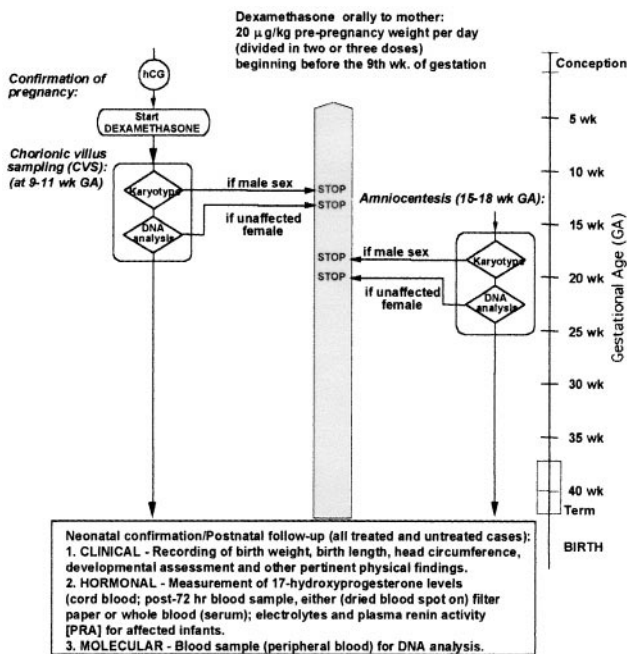 Dexamethasone orally to mother:
20 µg/kg pre-pregnancy weight per day
(divided in two or three doses)
beginning before the 9th wk. of gestation
Confirmation of
pregnancy:
hCG
Start
DEXAMETHASONE
Chorionic villus
sampling (CVS):
(at 9-11 wk GA)
Karyotype
if male sex
STOP
DNA
analysis
if unaffected
female
STOP
Amniocentesis (15-18 wk GA):
Karyotype
if male sex
STOP
DNA
analysis
if unaffected
female
STOP
Conception
5 wk
10 wk
15 wk
20 wk
25 wk
30 wk
35 wk
40 wk
Term
BIRTH
Gestational Age (GA)
Neonatal confirmation/Postnatal follow-up (all treated and untreated cases):
1. CLINICAL - Recording of birth weight, birth length, head circumference,
developmental assessment and other pertinent physical findings.
2. HORMONAL - Measurement of 17-hydroxyprogesterone levels
(cord blood; post-72 hr blood sample, either (dried blood spot on) filter
paper or whole blood (serum); electrolytes and plasma renin activity
[PRA] for affected infants.
3. MOLECULAR - Blood sample (peripheral blood) for DNA analysis.